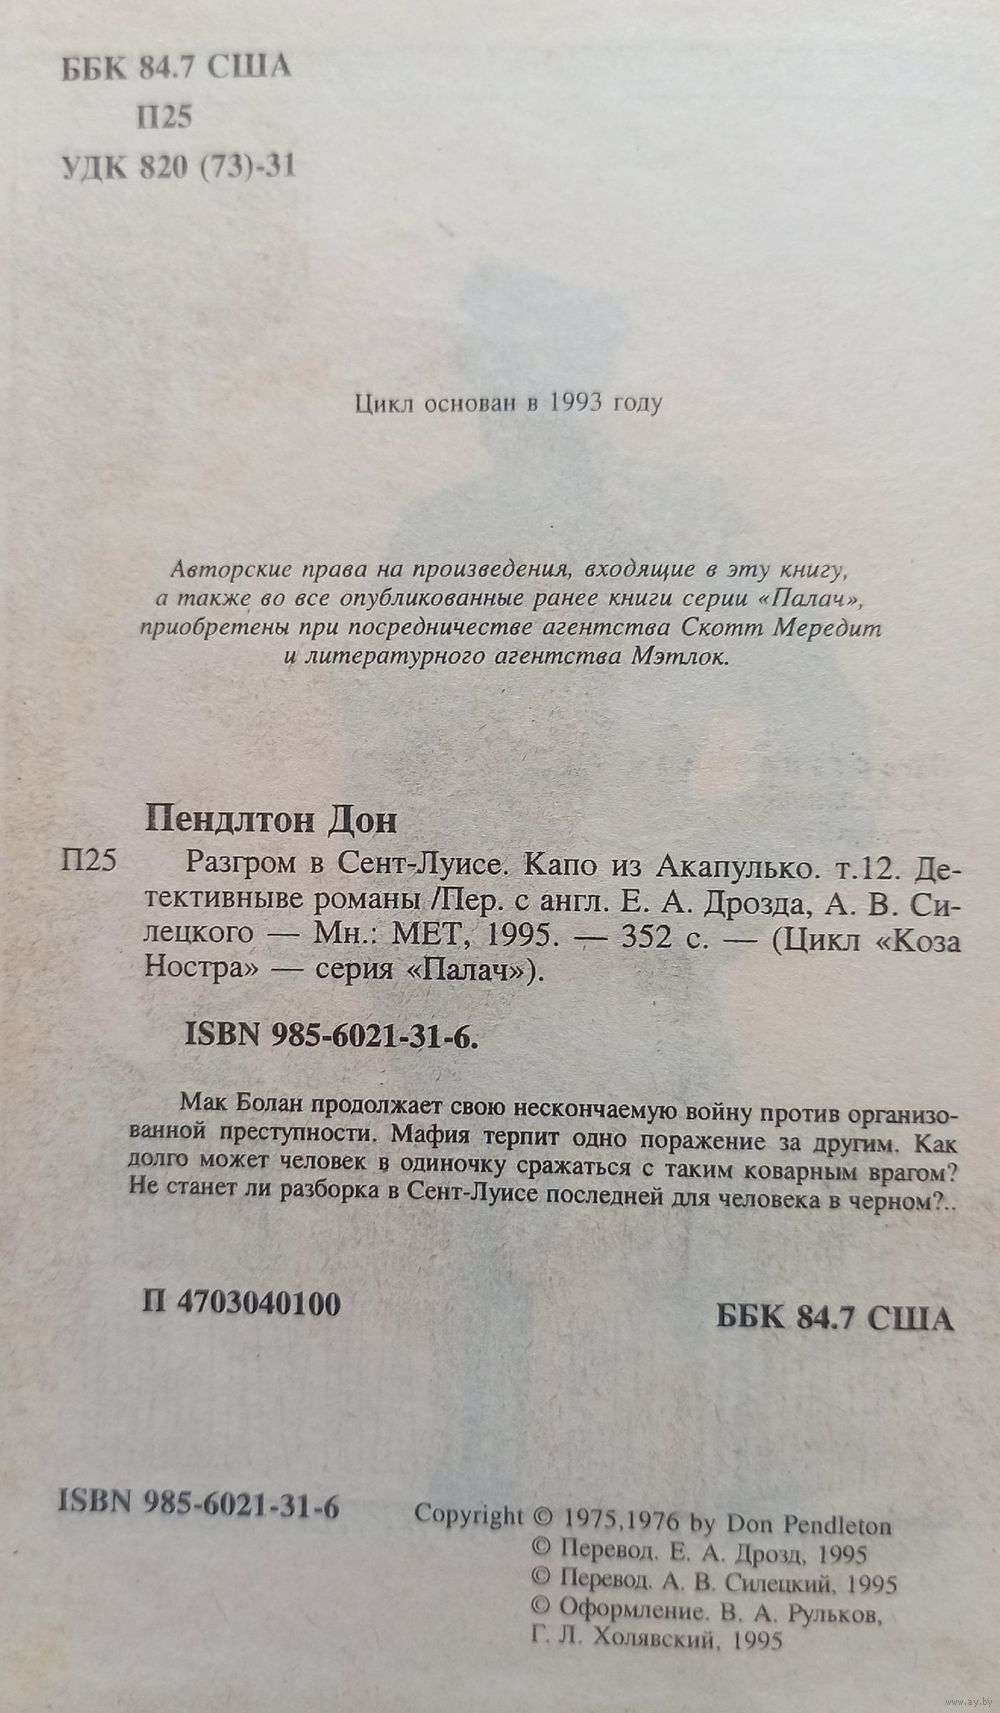 ББК 84.7 США
П25
УДК 820 (73)-31
Цикл основан в 1993 году
Авторские права на произведения, входящие в эту книгу,
а также во все опубликованные ранее книги серии «Палач»,
приобретены при посредничестве агентства Скотт Мередит
и литературного агентства Мэтлок.
Пендлтон Дон
П25 Разгром в Сент-Луисе. Капо из Акапулько. т.12. Де-
тективныве романы /Пер. с англ. Е. А. Дрозда, А. В. Си-
лецкого — Мн.: МЕТ, 1995. — 352 с. — (Цикл «Коза
Ностра» — серия «Палач»).
ISBN 985-6021-31-6.
Мак Болан продолжает свою нескончаемую войну против организо-
ванной преступности. Мафия терпит одно поражение за другим. Как
долго может человек в одиночку сражаться с таким коварным врагом?
Не станет ли разборка в Сент-Луисе последней для человека в черном?..
П 4703040100
ББК 84.7 США
ISBN 985-6021-31-6
Copyright © 1975,1976 by Don Pendleton
© Перевод. Е. А. Дрозд, 1995
© Перевод. А. В. Силецкий, 1995
© Оформление. В. А. Рульков,
Г. Л. Холявский, 1995
www.ay.by